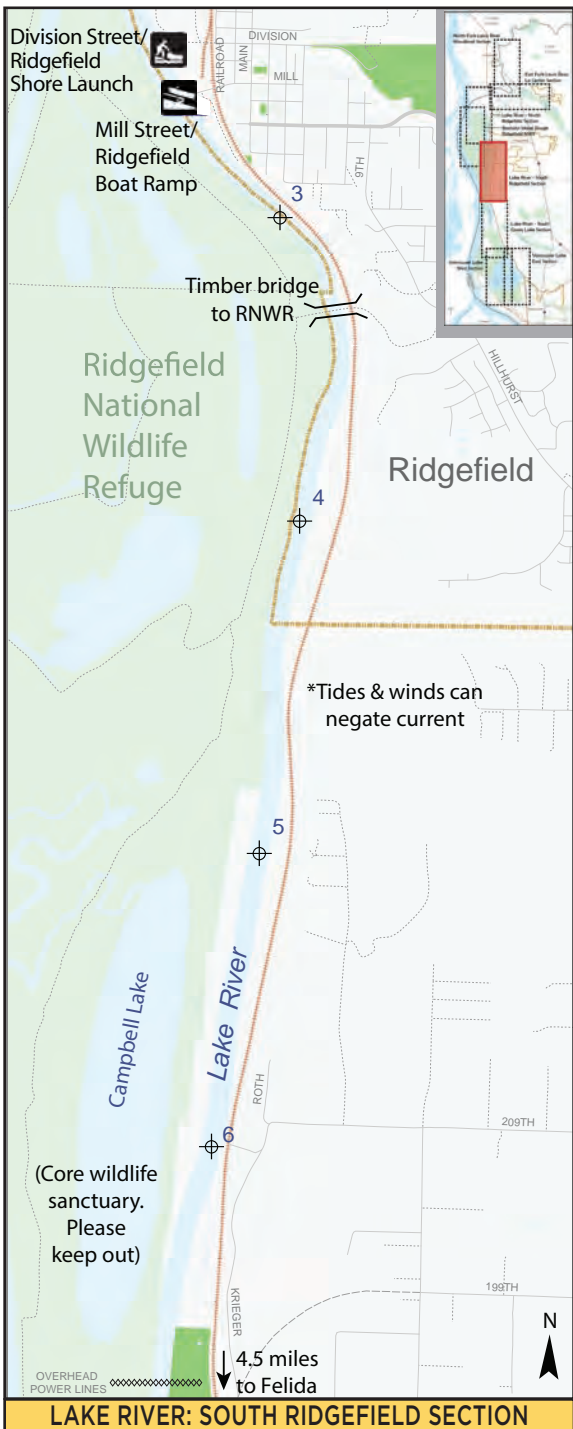 Division Street/
Ridgefield
Shore Launch
Mill Street/
Ridgefield
Boat Ramp
RAILROAD
MAIN
DIVISION
MILL
9TH
3
Timber bridge
to RNWR
HILLHURST
Ridgefield
National
Wildlife
Refuge
Ridgefield
4
*Tides & winds can
negate current
5
Lake River
Campbell Lake
ROTH
209TH
6
(Core wildlife
sanctuary.
Please
keep out)
KRIEGER
199TH
N
4.5 miles
to Felida
OVERHEAD
POWER LINES
LAKE RIVER: SOUTH RIDGEFIELD SECTION